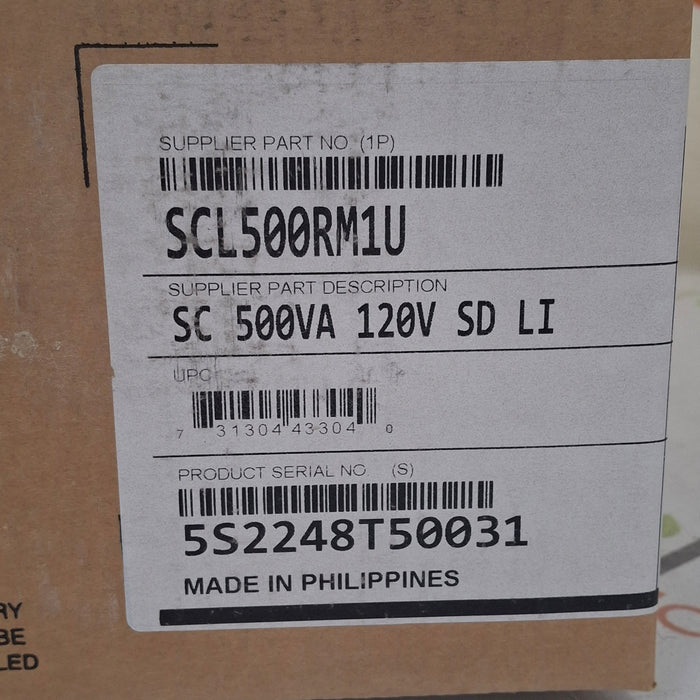 SUPPLIER PART NO (1P)
SCL500RM1U
SUPPLIER PART DESCRIPTION
SC 500VA 120V SD LI
UPC
7 31304 43304 0
PRODUCT SERIAL NO (S)
5S2248T50031
MADE IN PHILIPPINES
RY
BE
LED